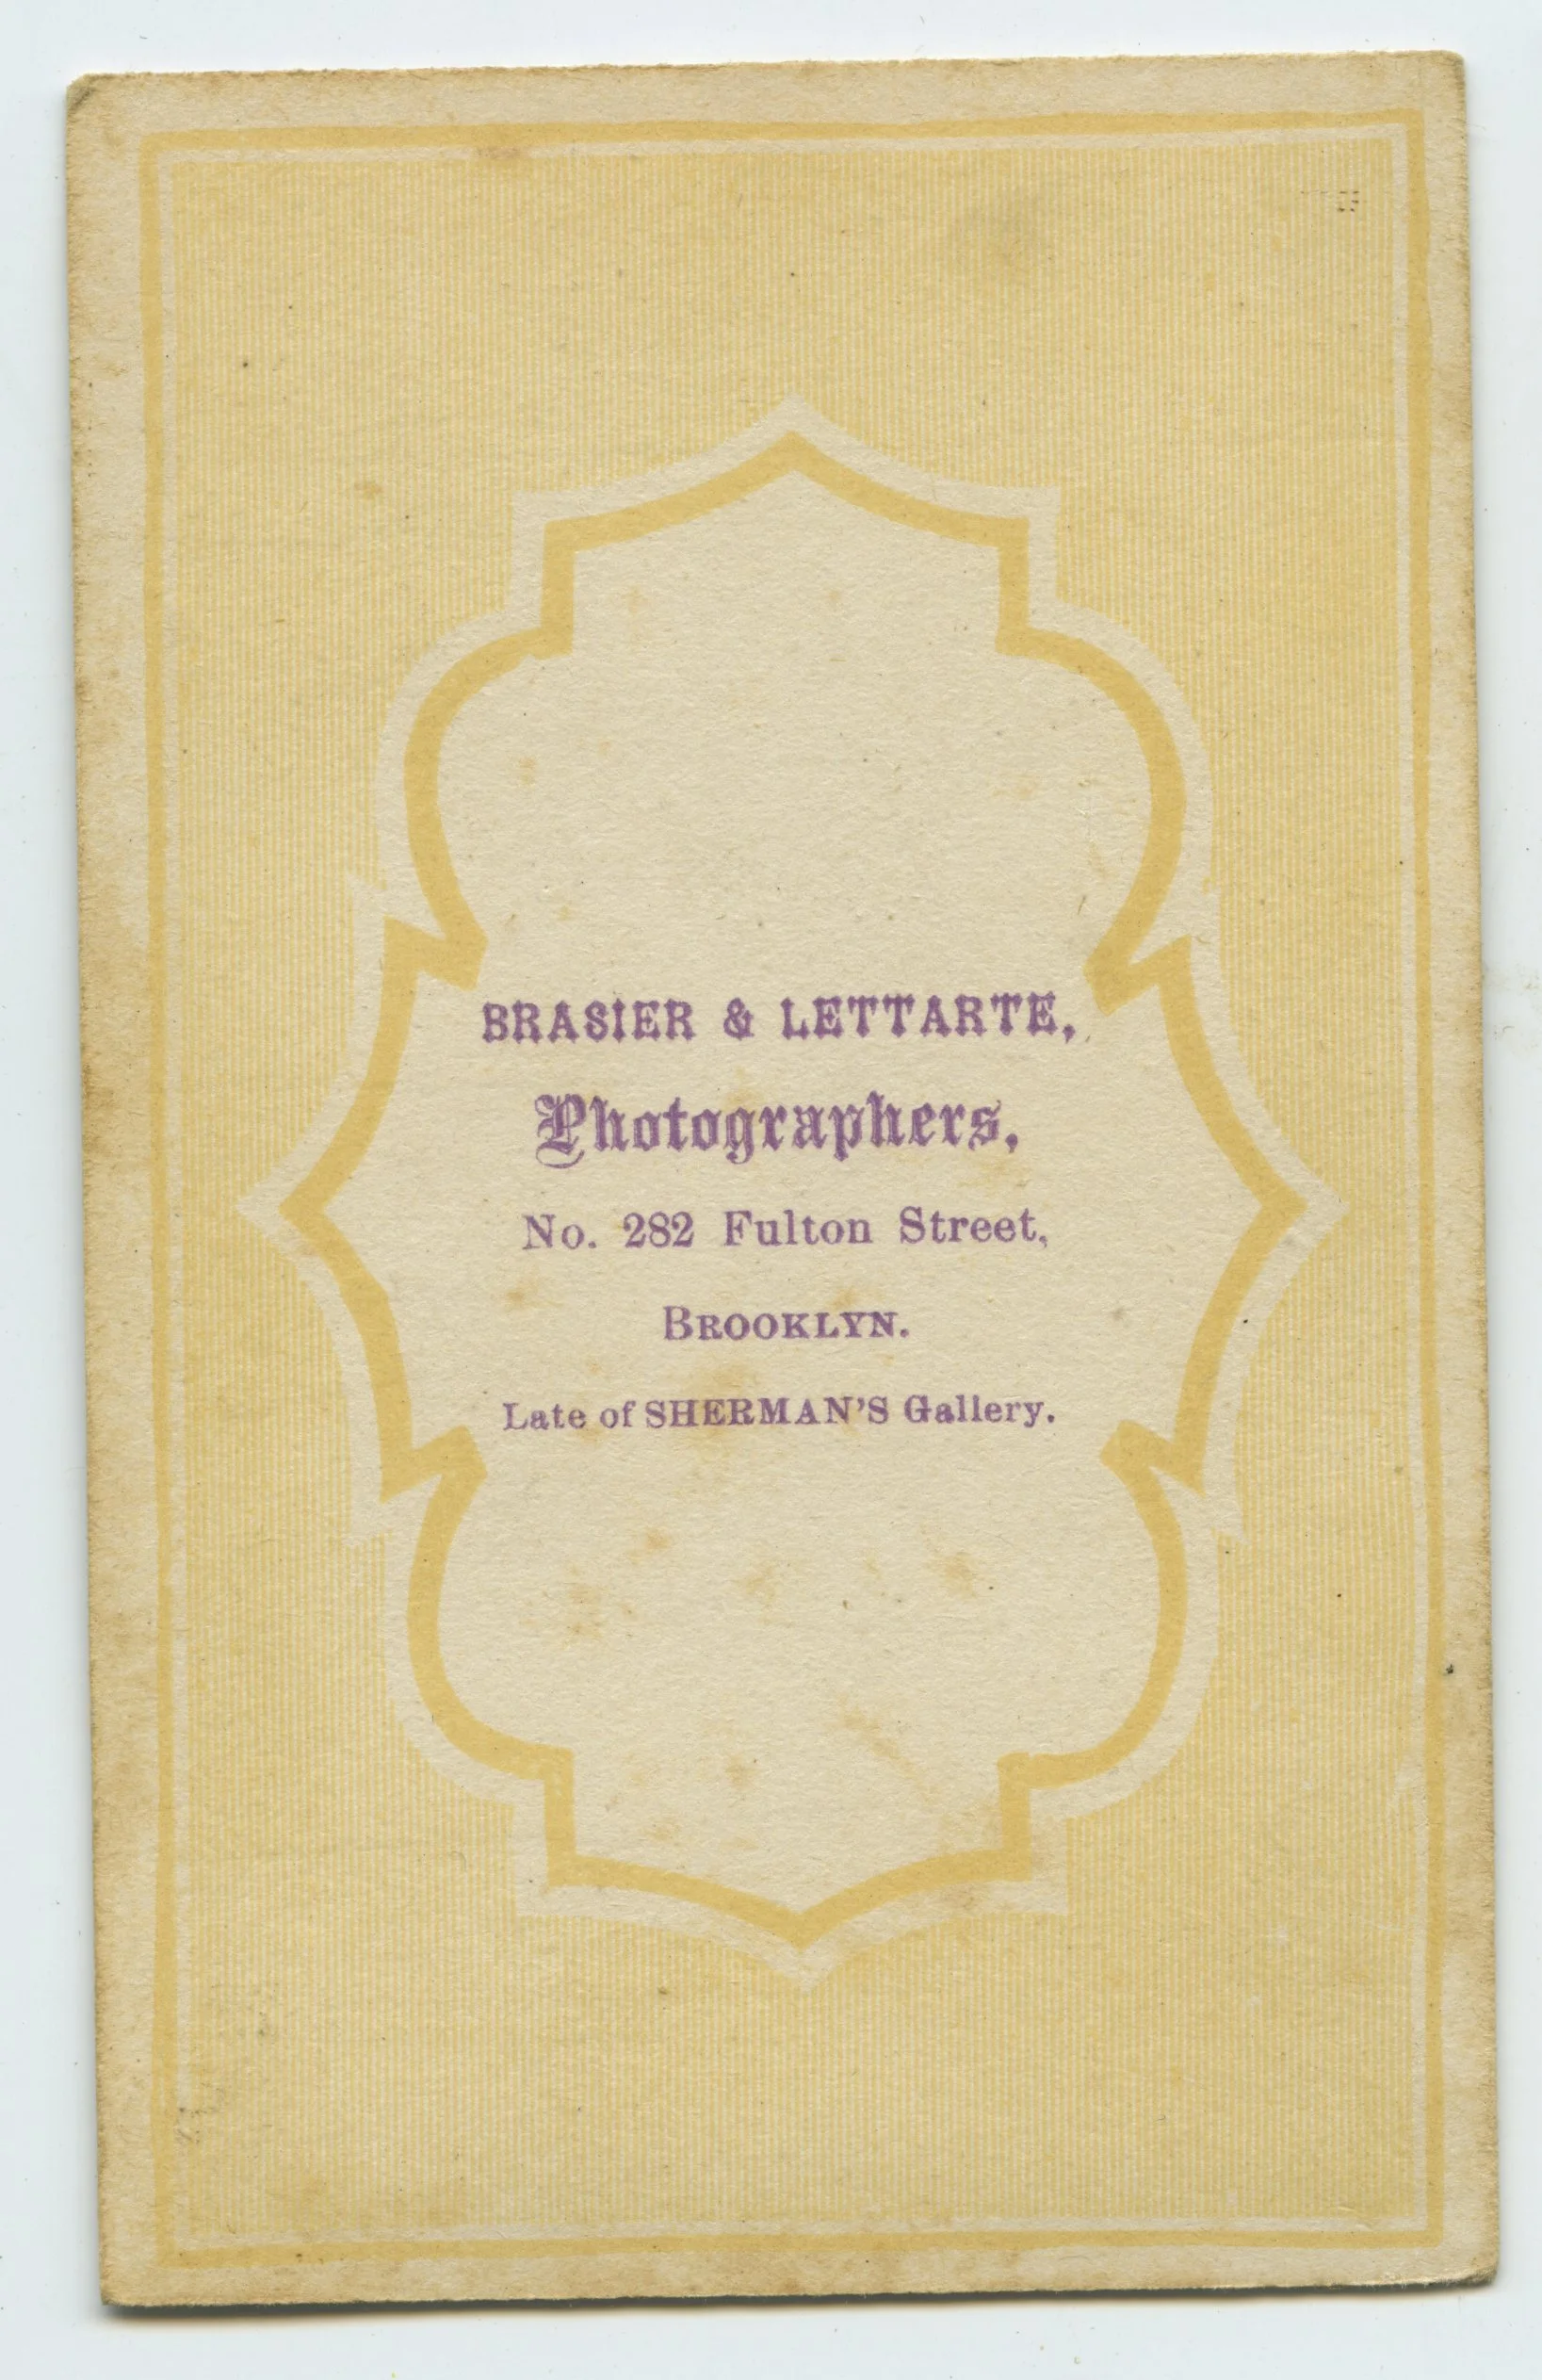 BRASIER & LETTARTE,
Photographers,
No. 282 Fulton Street,
BROOKLYN.
Late of SHERMAN'S Gallery.